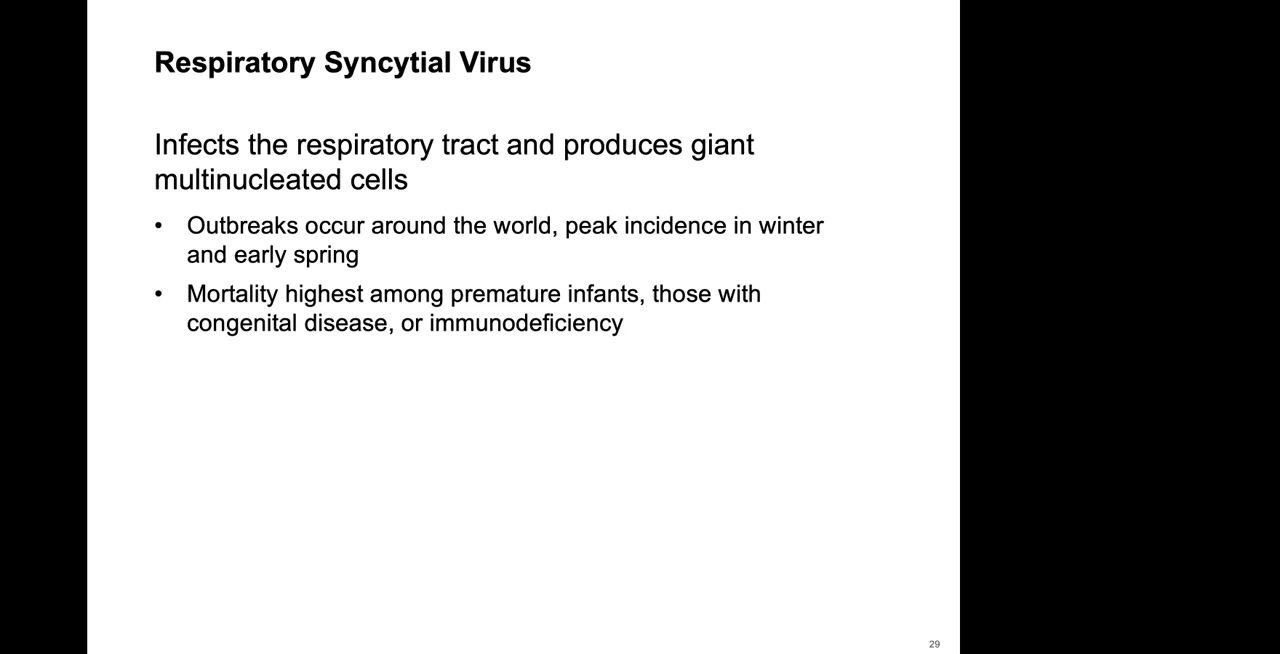 Respiratory Syncytial Virus
Infects the respiratory tract and produces giant
multinucleated cells
• Outbreaks occur around the world, peak incidence in winter
and early spring
• Mortality highest among premature infants, those with
congenital disease, or immunodeficiency
29